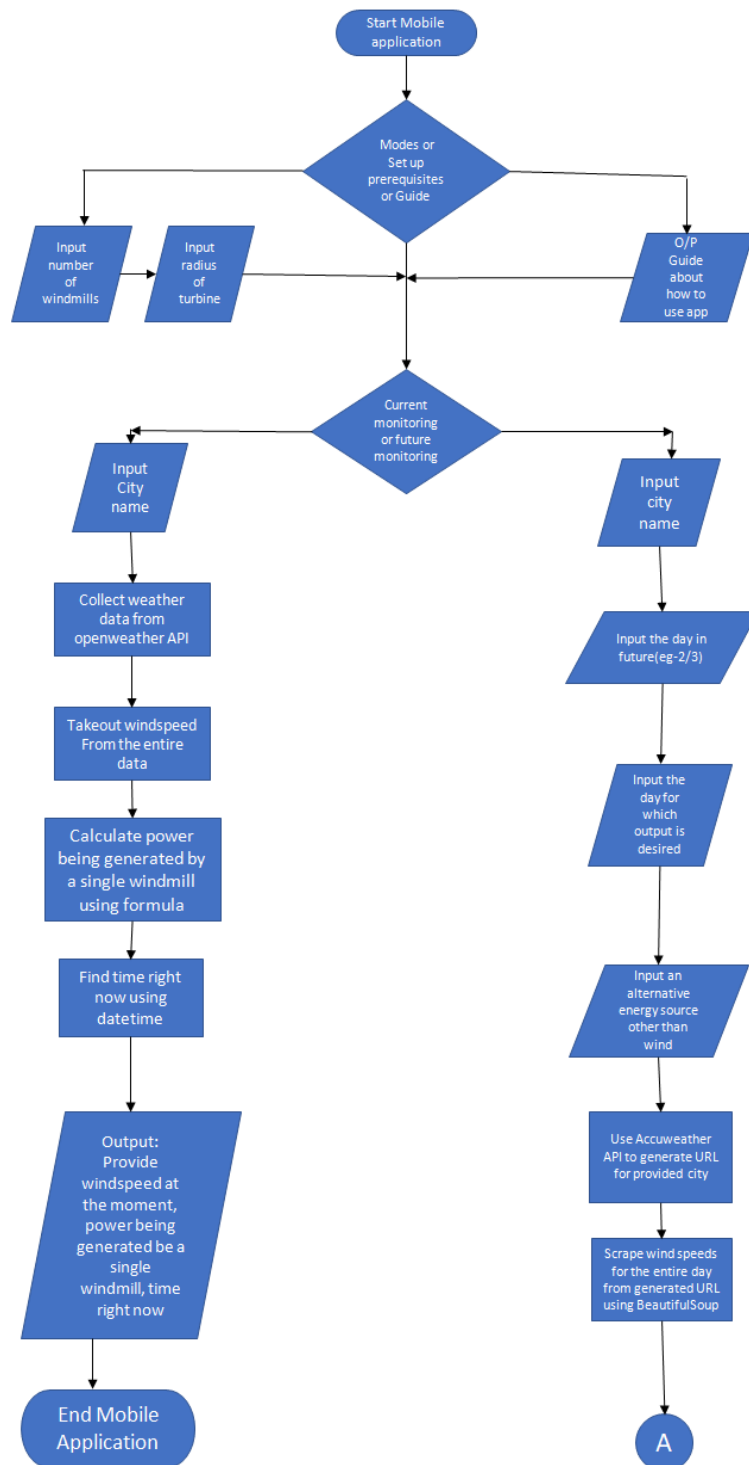 Start Mobile
application
Modes or
Set up
prerequisites
or Guide
Input
number
of
windmills
Input
radius
of
turbine
O/P
Guide
about
how to
use app
Current
monitoring
or future
monitoring
Input
City
name
Collect weather
data from
openweather API
Takeout windspeed
From the entire
data
Calculate power
being generated by
a single windmill
using formula
Find time right
now using
datetime
Output:
Provide
windspeed at
the moment,
power being
generated be a
single
windmill, time
right now
End Mobile
Application
Input
city
name
Input the day in
future(eg-2/3)
Input the
day for
which
output is
desired
Input an
alternative
energy source
other than
wind
Use Accuweather
API to generate URL
for provided city
Scrape wind speeds
for the entire day
from generated URL
using BeautifulSoup
A